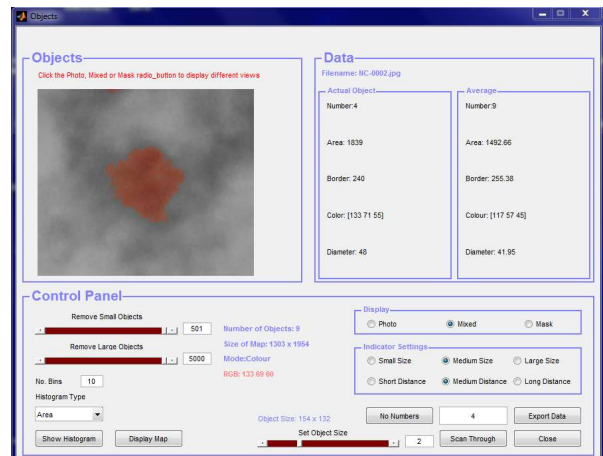 Objects
Objects
Click the Photo, Mixed or Mask radio_button to display different views
Data
Filename: NC-0002.jpg
Actual Object
Number:4
Area: 1839
Border: 240
Color: [133 71 55]
Diameter: 48
Average
Number:9
Area: 1492.66
Border: 255.38
Colour: [117 57 45]
Diameter: 41.95
Control Panel
Remove Small Objects
501
Remove Large Objects
5000
No. Bins 10
Histogram Type
Area
Show Histogram Display Map
Number of Objects: 9
Size of Map: 1303 x 1954
Mode:Colour
RGB: 133 69 60
Display
Photo Mixed Mask
Indicator Settings
Small Size Medium Size Large Size
Short Distance Medium Distance Long Distance
Object Size: 154 x 132
Set Object Size
2
No Numbers 4 Export Data
Scan Through Close